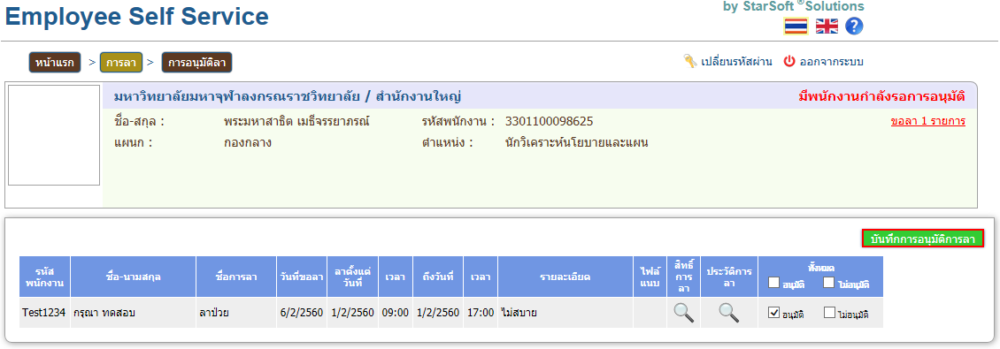 Employee Self Service
by StarSoft ®Solutions
หน้าแรก > การลา > การอนุมัติลา
เปลี่ยนรหัสผ่าน ออกจากระบบ
มหาวิทยาลัยมหาจุฬาลงกรณราชวิทยาลัย / สำนักงานใหญ่ มีพนักงานกำลังรอการอนุมัติ
ชื่อ-สกุล : พระมหาสาธิต เมธีจรรยาภรณ์ รหัสพนักงาน : 3301100098625 ขอลา 1 รายการ
แผนก : กองกลาง ตำแหน่ง : นักวิเคราะห์นโยบายและแผน
บันทึกการอนุมัติการลา
รหัสพนักงาน ชื่อ-นามสกุล ชื่อการลา วันที่ขอลา ลาตั้งแต่วันที่ เวลา ถึงวันที่ เวลา รายละเอียด ไฟล์แนบ สิทธิ์การลา ประวัติการลา ทั้งหมด
อนุมัติ ไม่อนุมัติ
Test1234 กรุณา ทดสอบ ลาป่วย 6/2/2560 1/2/2560 09:00 1/2/2560 17:00 ไม่สบาย อนุมัติ ไม่อนุมัติ